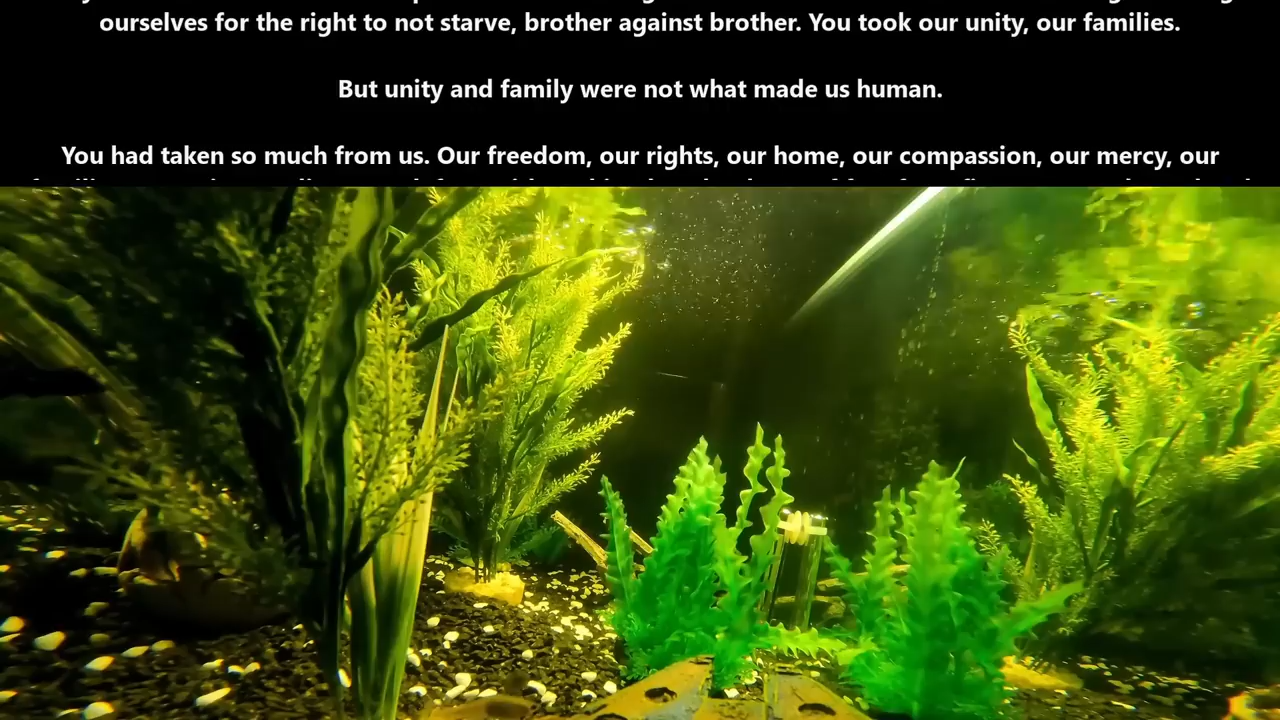 ourselves for the right to not starve, brother against brother. You took our unity, our families.
But unity and family were not what made us human.
You had taken so much from us. Our freedom, our rights, our home, our compassion, our mercy, our